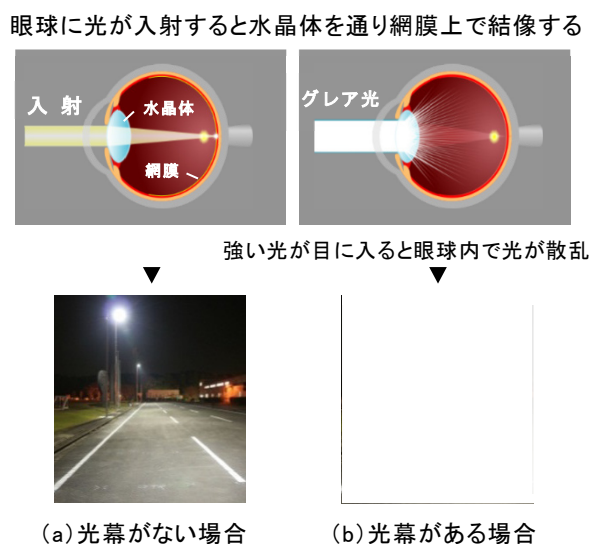 眼球に光が入射すると水晶体を通り網膜上で結像する
入 射
水晶体
網膜
グレア光
強い光が目に入ると眼球内で光が散乱
▼
▼
(a)光幕がない場合
(b)光幕がある場合